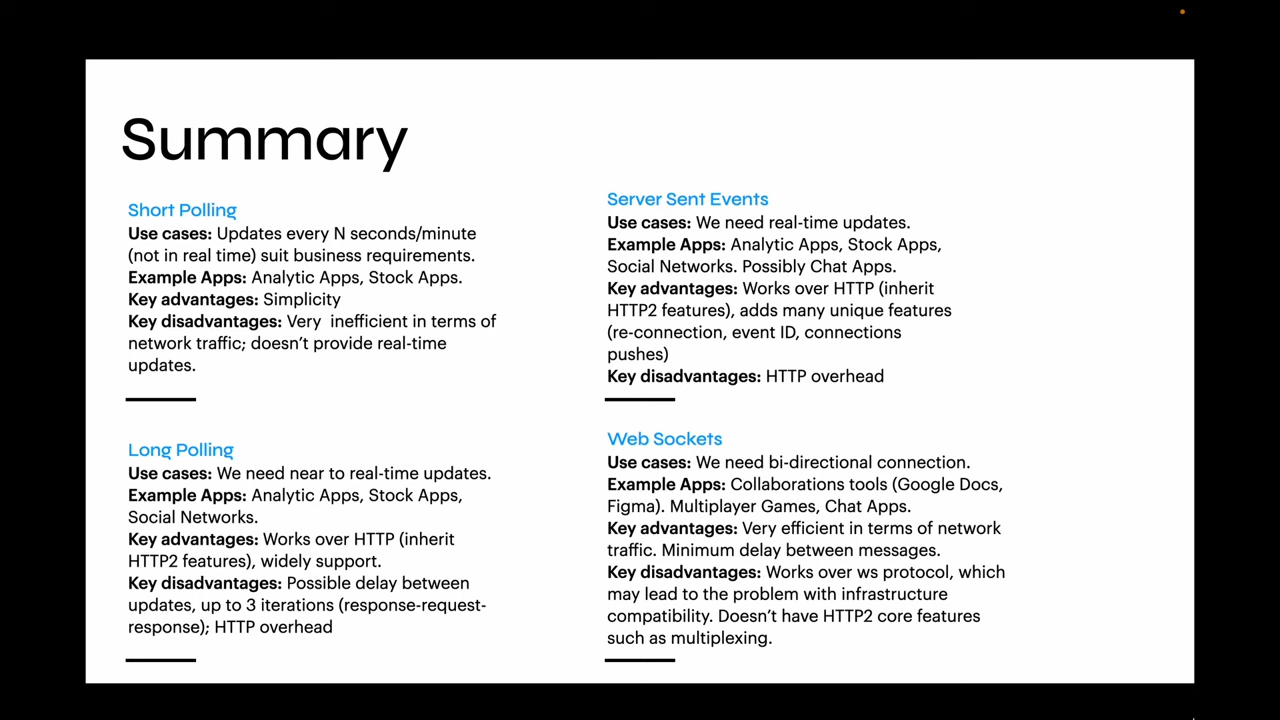 Summary
Short Polling
Use cases: Updates every N seconds/minute
(not in real time) suit business requirements.
Example Apps: Analytic Apps, Stock Apps.
Key advantages: Simplicity
Key disadvantages: Very  inefficient in terms of
network traffic; doesn't provide real-time
updates.
Long Polling
Use cases: We need near to real-time updates.
Example Apps: Analytic Apps, Stock Apps,
Social Networks.
Key advantages: Works over HTTP (inherit
HTTP2 features), widely support.
Key disadvantages: Possible delay between
updates, up to 3 iterations (response-request-
response); HTTP overhead
Server Sent Events
Use cases: We need real-time updates.
Example Apps: Analytic Apps, Stock Apps,
Social Networks. Possibly Chat Apps.
Key advantages: Works over HTTP (inherit
HTTP2 features), adds many unique features
(re-connection, event ID, connections
pushes)
Key disadvantages: HTTP overhead
Web Sockets
Use cases: We need bi-directional connection.
Example Apps: Collaborations tools (Google Docs,
Figma). Multiplayer Games, Chat Apps.
Key advantages: Very efficient in terms of network
traffic. Minimum delay between messages.
Key disadvantages: Works over ws protocol, which
may lead to the problem with infrastructure
compatibility. Doesn't have HTTP2 core features
such as multiplexing.